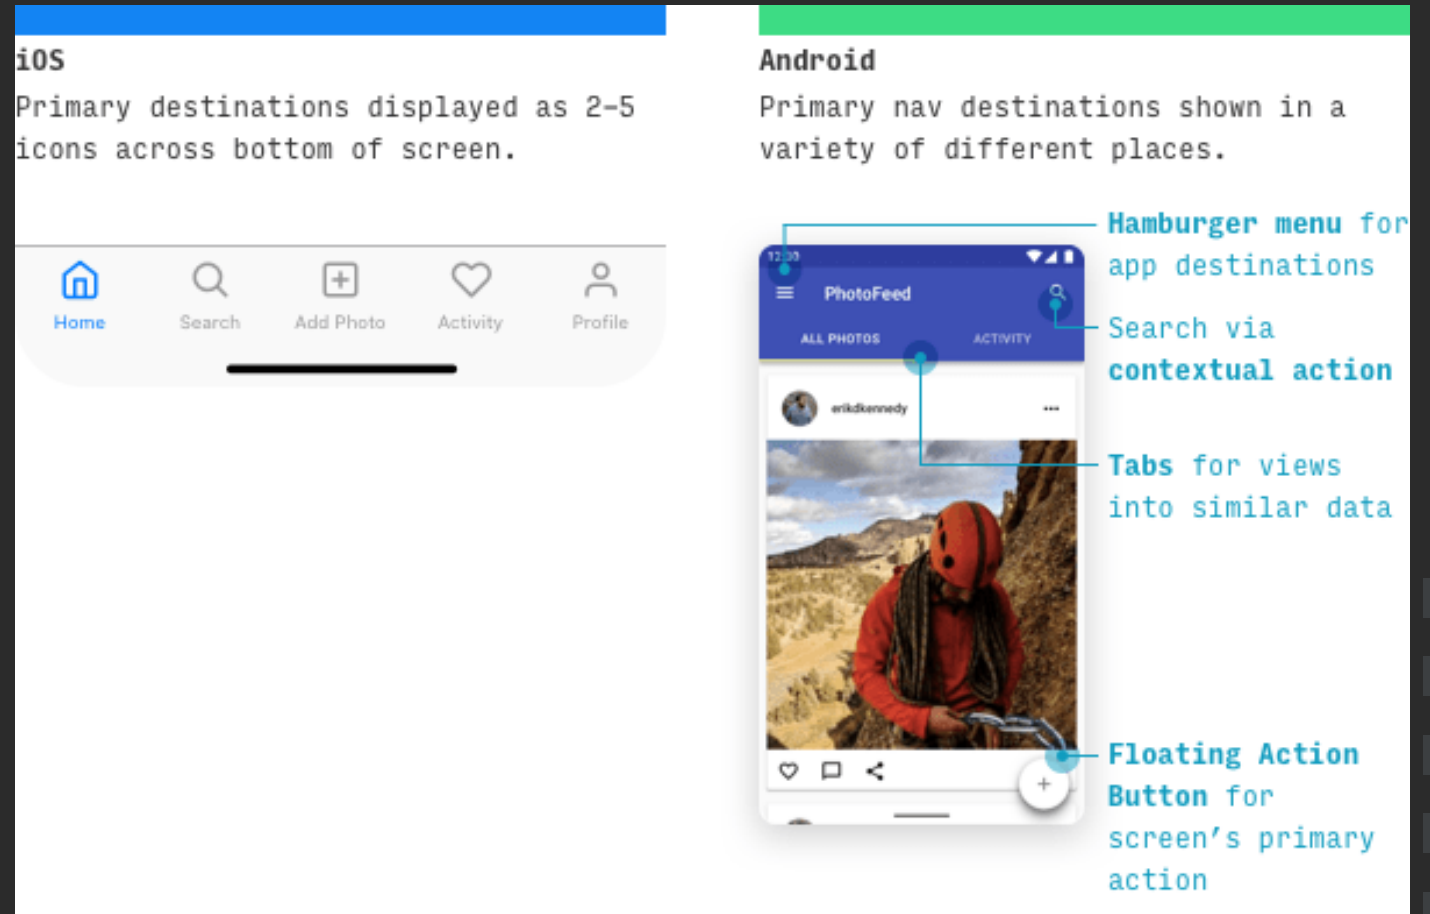 iOS
Primary destinations displayed as 2–5
icons across bottom of screen.
Home
Search
Add Photo
Activity
Profile
Android
Primary nav destinations shown in a
variety of different places.
Hamburger menu for
app destinations
12:00
PhotoFeed
Search via
contextual action
ALL PHOTOS
ACTIVITY
erikdkennedy
Tabs for views
into similar data
Floating Action
Button for
screen’s primary
action